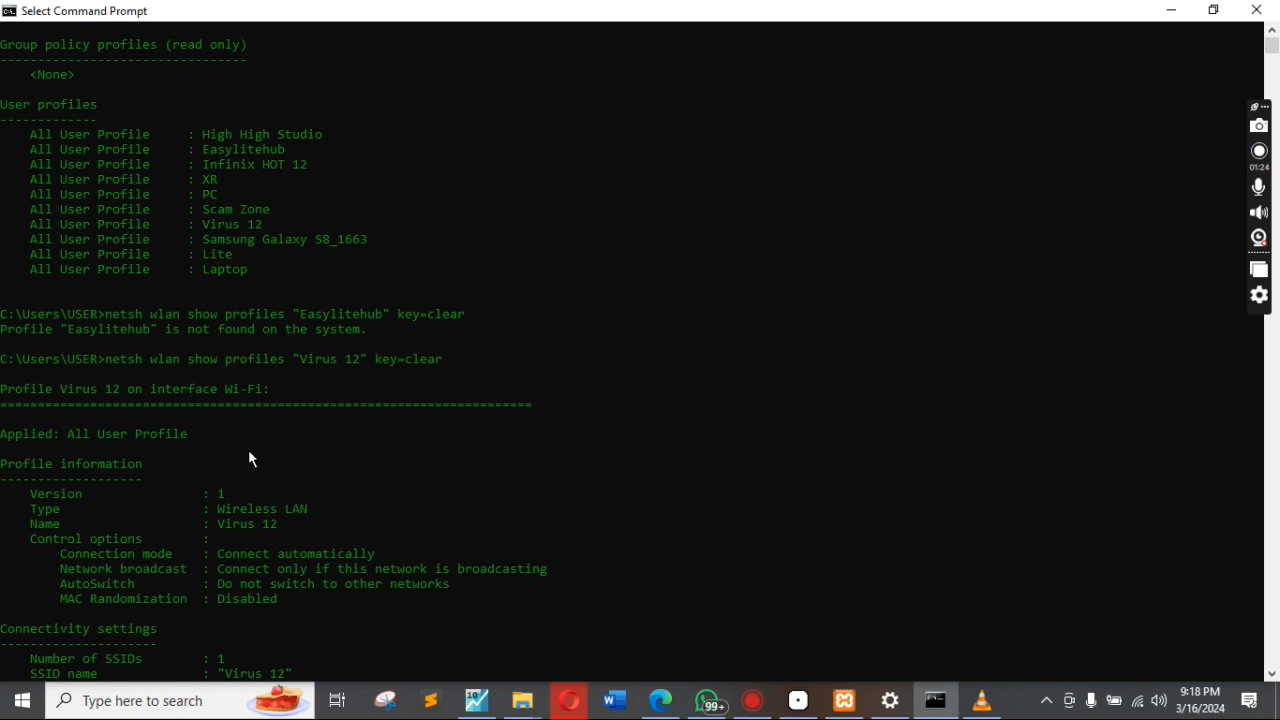 Select Command Prompt
Group policy profiles (read only)
---------------------------------
<None>
User profiles
-------------
All User Profile : High High Studio
All User Profile : Easylitehub
All User Profile : Infinix HOT 12
All User Profile : XR
All User Profile : PC
All User Profile : Scam Zone
All User Profile : Virus 12
All User Profile : Samsung Galaxy S8_1663
All User Profile : Lite
All User Profile : Laptop
C:\Users\USER>netsh wlan show profiles "Easylitehub" key=clear
Profile "Easylitehub" is not found on the system.
C:\Users\USER>netsh wlan show profiles "Virus 12" key=clear
Profile Virus 12 on interface Wi-Fi:
=======================================================================
Applied: All User Profile
Profile information
-------------------
Version : 1
Type : Wireless LAN
Name : Virus 12
Control options :
Connection mode : Connect automatically
Network broadcast : Connect only if this network is broadcasting
AutoSwitch : Do not switch to other networks
MAC Randomization : Disabled
Connectivity settings
---------------------
Number of SSIDs : 1
SSID name : "Virus 12"
01:24
Type here to search
10
99+
9:18 PM
3/16/2024